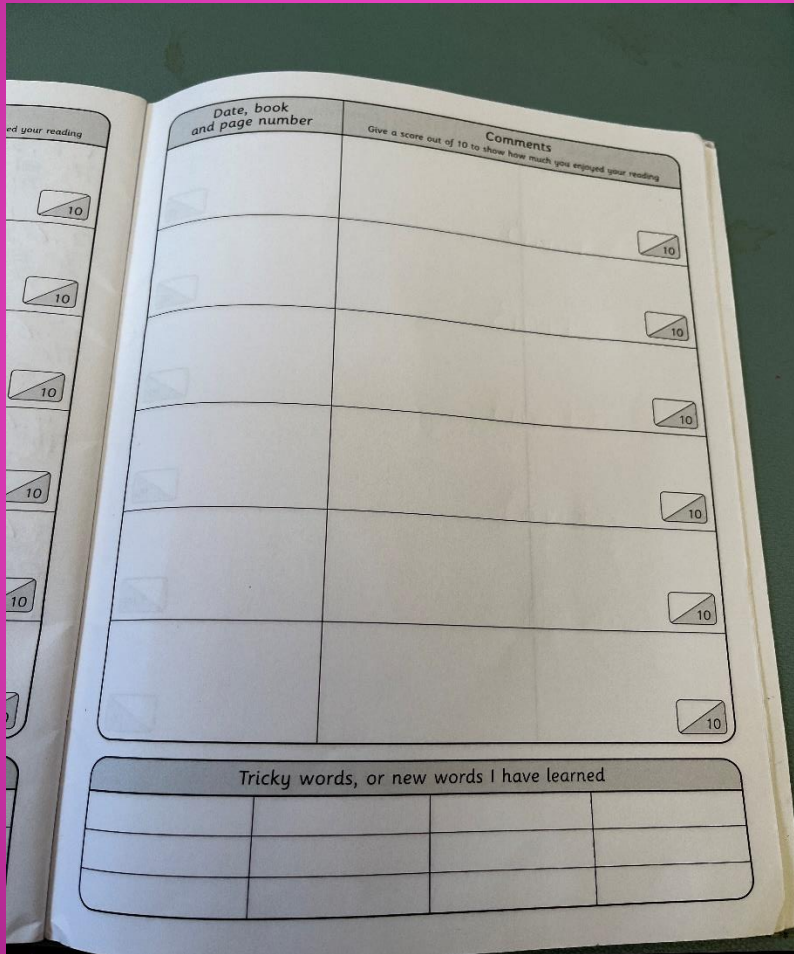 ed your reading
10
10
10
10
10
Date, book
and page number
Comments
Give a score out of 10 to show how much you enjoyed your reading
10
10
10
10
10
10
Tricky words, or new words I have learned